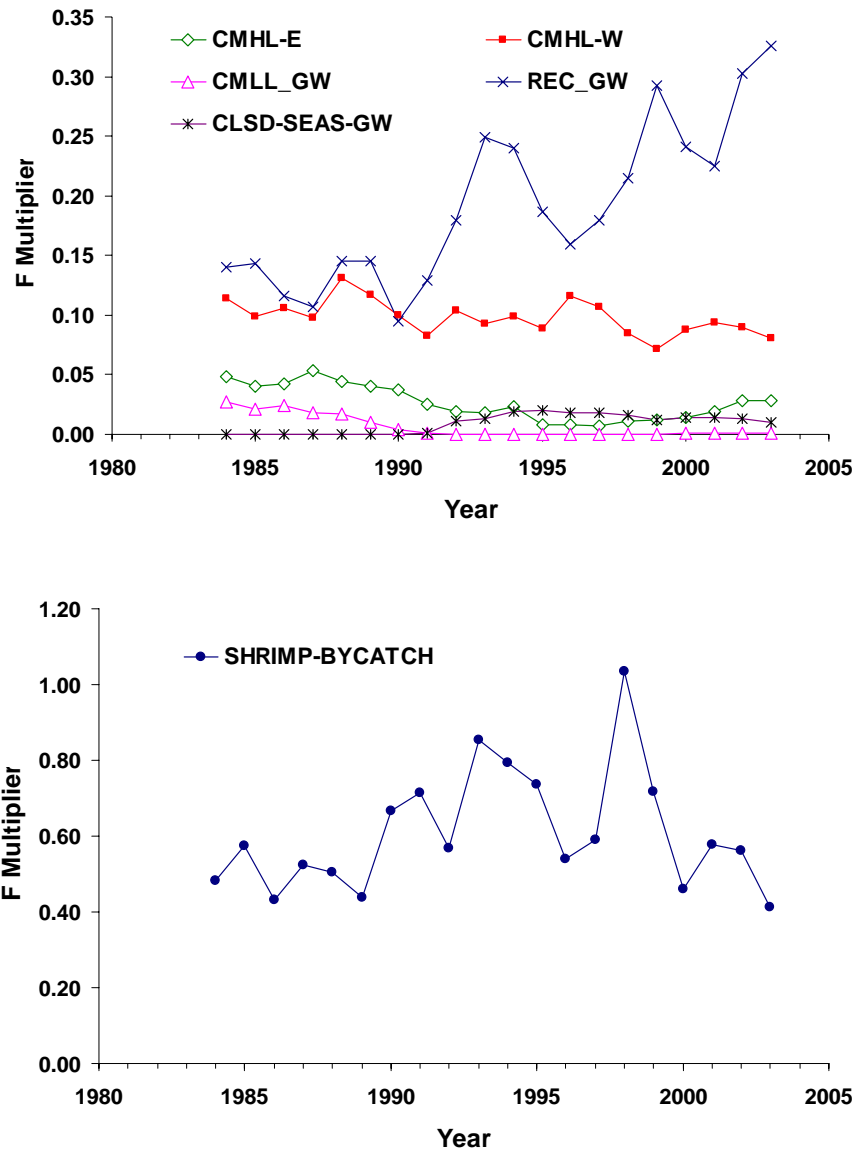 CMHL-E CMHL-W
CMLL_GW REC_GW
CLSD-SEAS-GW
0.35
0.30
0.25
0.20
0.15
0.10
0.05
0.00
F Multiplier
1980 1985 1990 1995 2000 2005
Year
SHRIMP-BYCATCH
1.20
1.00
0.80
0.60
0.40
0.20
0.00
F Multiplier
1980 1985 1990 1995 2000 2005
Year